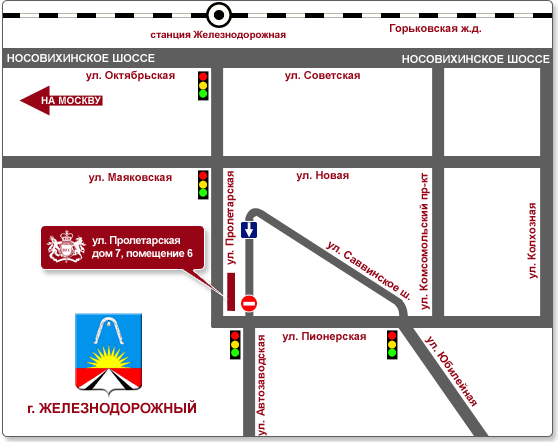 станция Железнодорожная
Горьковская ж.д.
НОСОВИХИНСКОЕ ШОССЕ
НОСОВИХИНСКОЕ ШОССЕ
ул. Октябрьская
ул. Советская
НА МОСКВУ
ул. Маяковская
ул. Новая
ул. Пролетарская
ул. Комсомольский пр-кт
ул. Колхозная
ул. Пролетарская
дом 7, помещение 6
ул. Саввинское ш.
ул. Пионерская
ул. Автозаводская
ул. Юбилейная
г. ЖЕЛЕЗНОДОРОЖНЫЙ